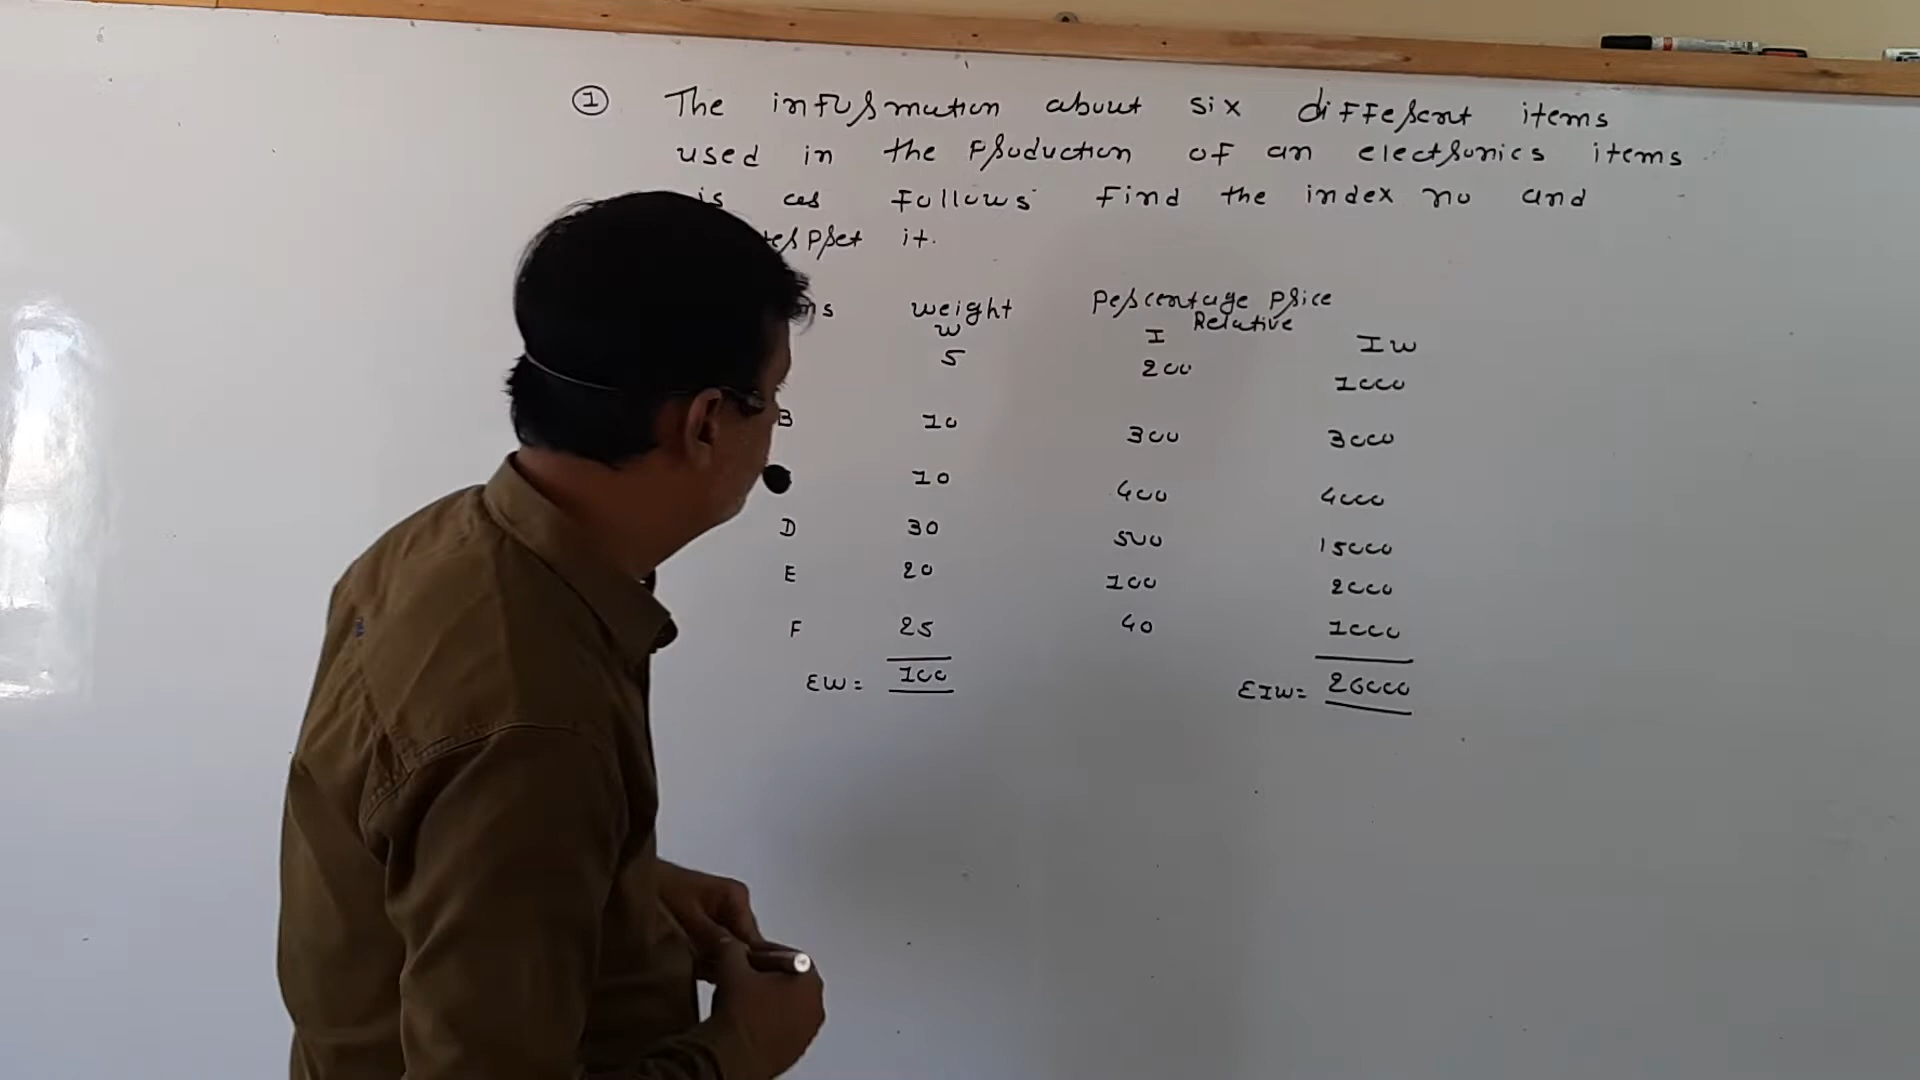 ① The information about six different items
used in the production of an electronics items
is as follows Find the index no and
it.
weight Percentage price
W I Relative IW
5 200 1000
B 10 300 3000
10 400 4000
D 30 500 15000
E 20 100 2000
F 25 40 1000
ΣW = 100 ΣIW = 26000